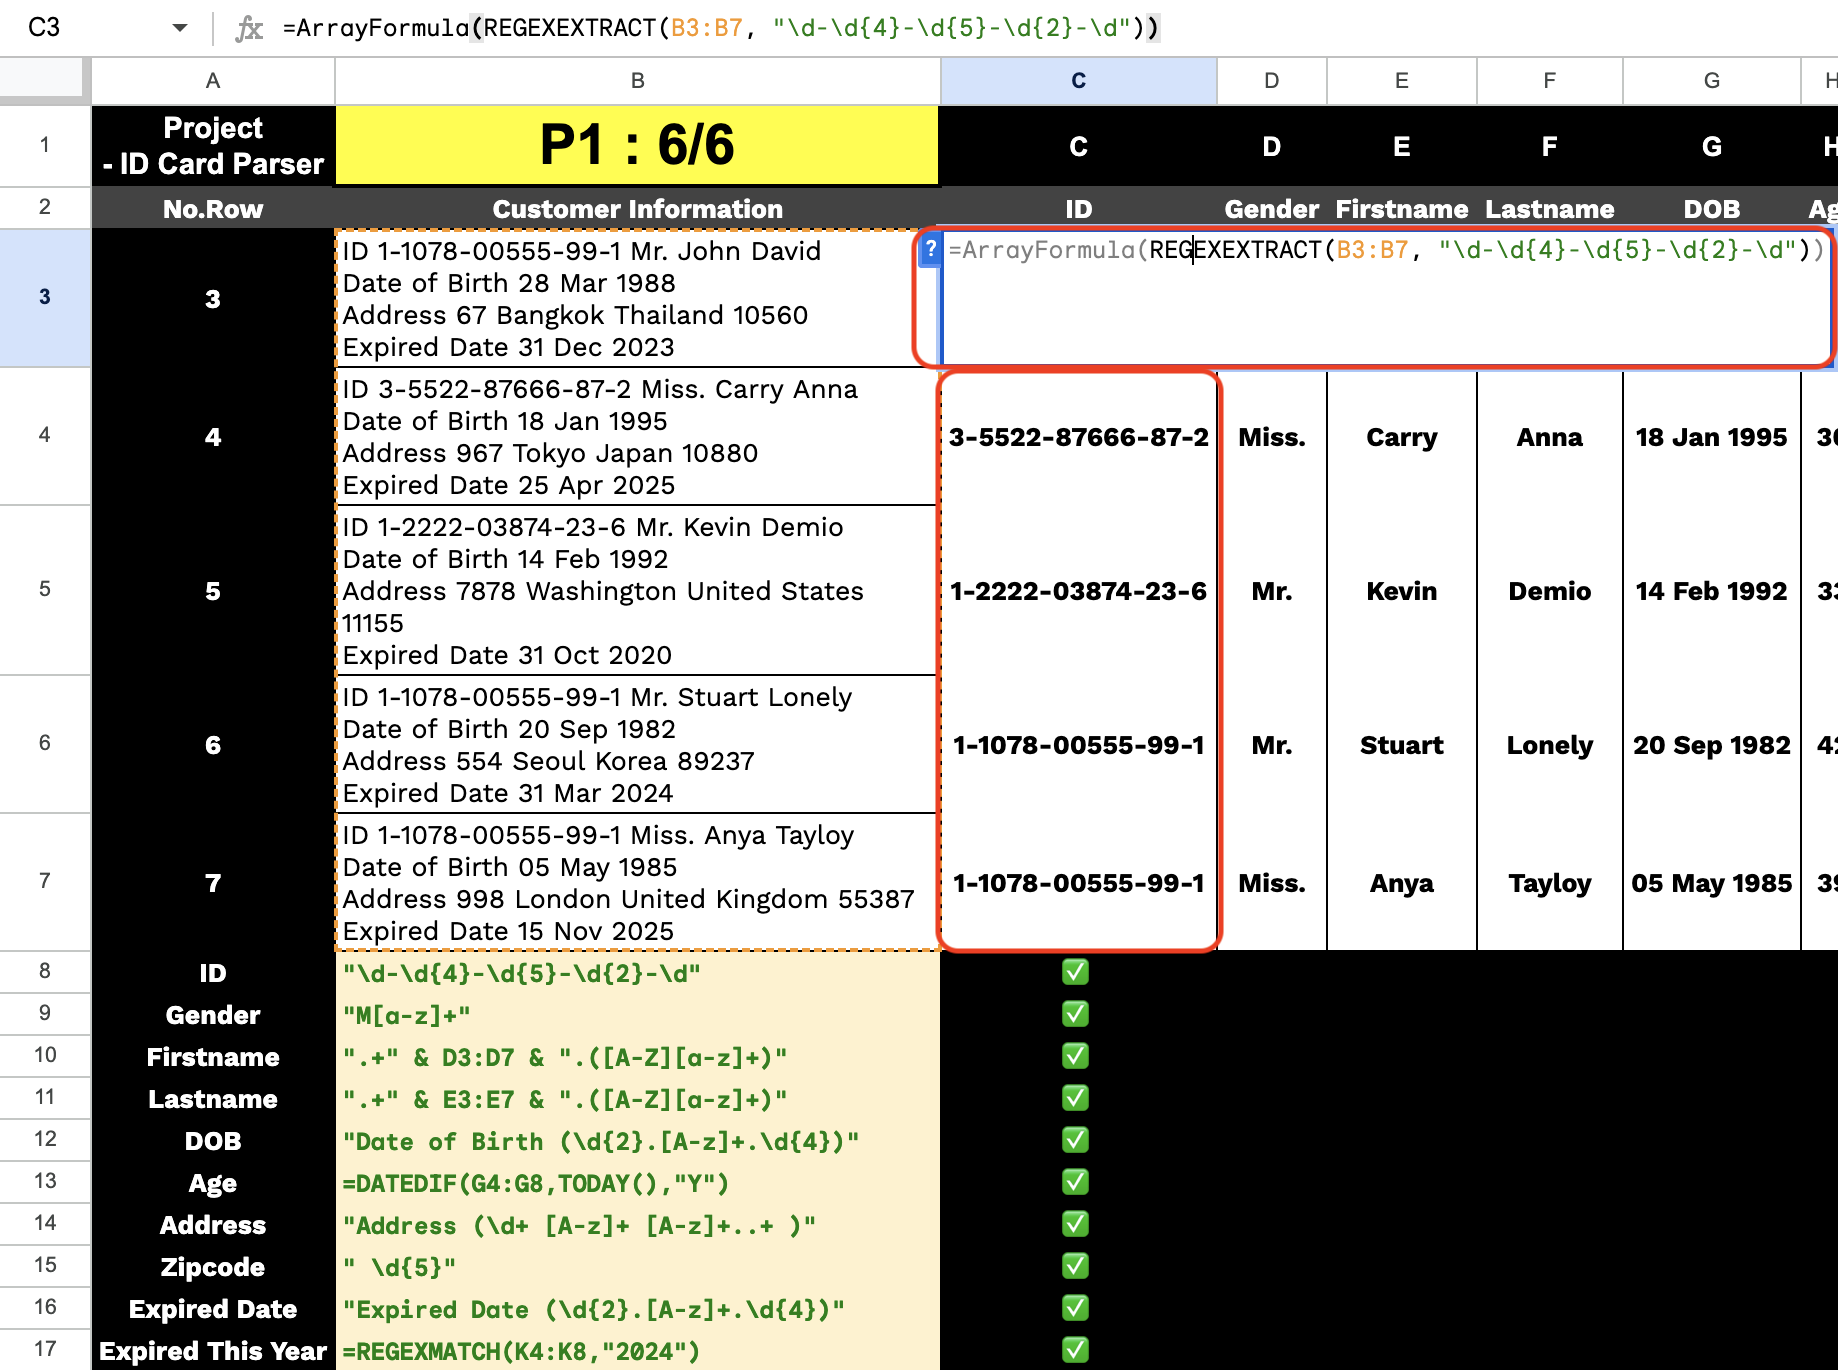 C3 fx =ArrayFormula(REGEXEXTRACT(B3:B7, "\d-\d{4}-\d{5}-\d{2}-\d"))
A B C D E F G H
1 Project P1 : 6/6 C D E F G H
- ID Card Parser
2 No.Row Customer Information ID Gender Firstname Lastname DOB Ag
3 3 ID 1-1078-00555-99-1 Mr. John David ? =ArrayFormula(REGEXEXTRACT(B3:B7, "\d-\d{4}-\d{5}-\d{2}-\d"))
Date of Birth 28 Mar 1988
Address 67 Bangkok Thailand 10560
Expired Date 31 Dec 2023
4 4 ID 3-5522-87666-87-2 Miss. Carry Anna 3-5522-87666-87-2 Miss. Carry Anna 18 Jan 1995
Date of Birth 18 Jan 1995
Address 967 Tokyo Japan 10880
Expired Date 25 Apr 2025
5 5 ID 1-2222-03874-23-6 Mr. Kevin Demio 1-2222-03874-23-6 Mr. Kevin Demio 14 Feb 1992
Date of Birth 14 Feb 1992
Address 7878 Washington United States
11155
Expired Date 31 Oct 2020
6 6 ID 1-1078-00555-99-1 Mr. Stuart Lonely 1-1078-00555-99-1 Mr. Stuart Lonely 20 Sep 1982
Date of Birth 20 Sep 1982
Address 554 Seoul Korea 89237
Expired Date 31 Mar 2024
7 7 ID 1-1078-00555-99-1 Miss. Anya Tayloy 1-1078-00555-99-1 Miss. Anya Tayloy 05 May 1985
Date of Birth 05 May 1985
Address 998 London United Kingdom 55387
Expired Date 15 Nov 2025
8 ID "\d-\d{4}-\d{5}-\d{2}-\d" ✅
9 Gender "M[a-z]+" ✅
10 Firstname ".+" & D3:D7 & ".([A-Z][a-z]+)" ✅
11 Lastname ".+" & E3:E7 & ".([A-Z][a-z]+)" ✅
12 DOB "Date of Birth (\d{2}.[A-z]+.\d{4})" ✅
13 Age =DATEDIF(G4:G8,TODAY(),"Y") ✅
14 Address "Address (\d+ [A-z]+ [A-z]+..+ )" ✅
15 Zipcode " \d{5}" ✅
16 Expired Date "Expired Date (\d{2}.[A-z]+.\d{4})" ✅
17 Expired This Year =REGEXMATCH(K4:K8,"2024") ✅